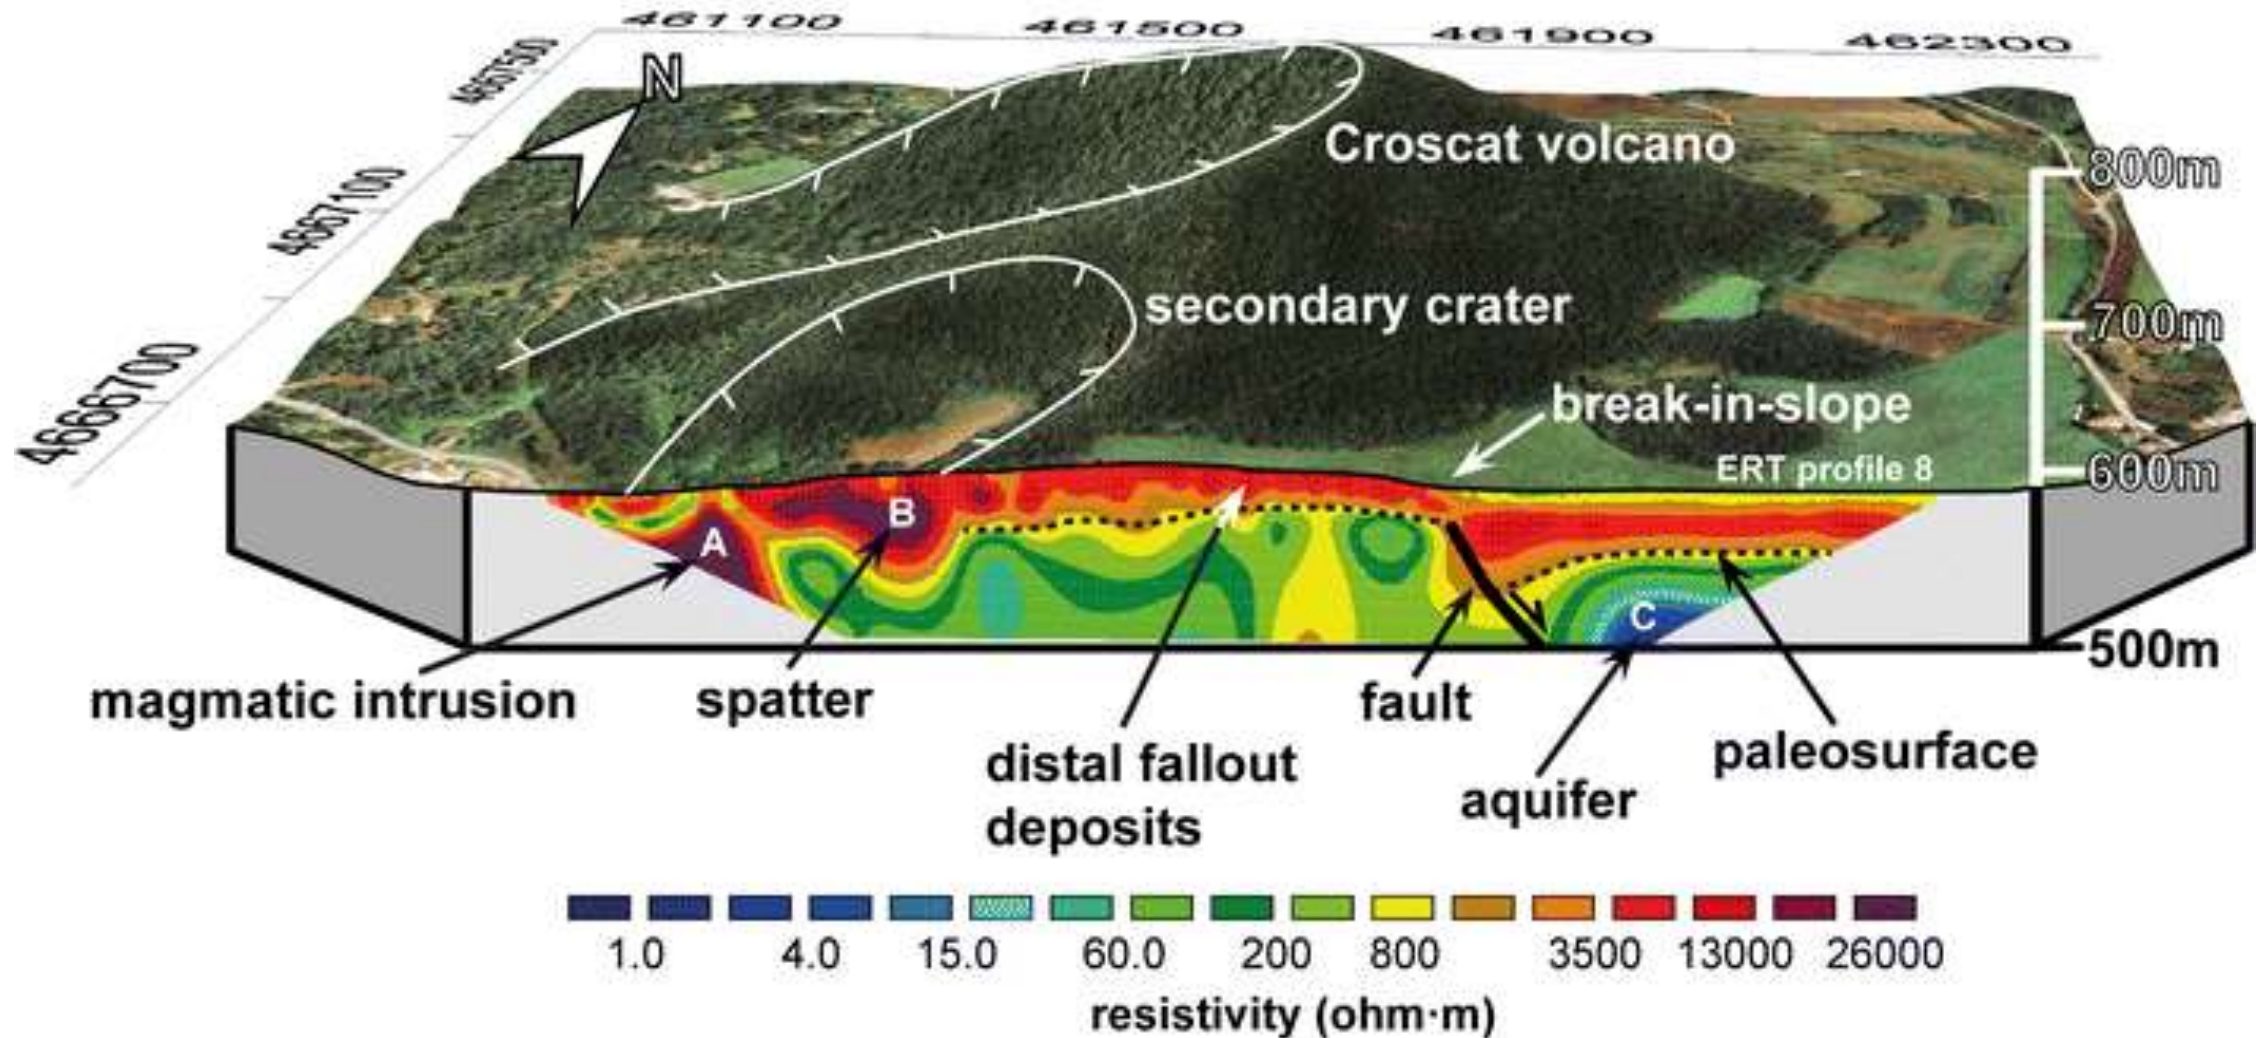 461100
461500
461900
462300
4667500
4667100
4666700
N
Croscat volcano
secondary crater
break-in-slope
ERT profile 8
800m
700m
600m
500m
A
B
C
magmatic intrusion
spatter
distal fallout
deposits
fault
aquifer
paleosurface
1.0 4.0 15.0 60.0 200 800 3500 13000 26000
resistivity (ohm·m)